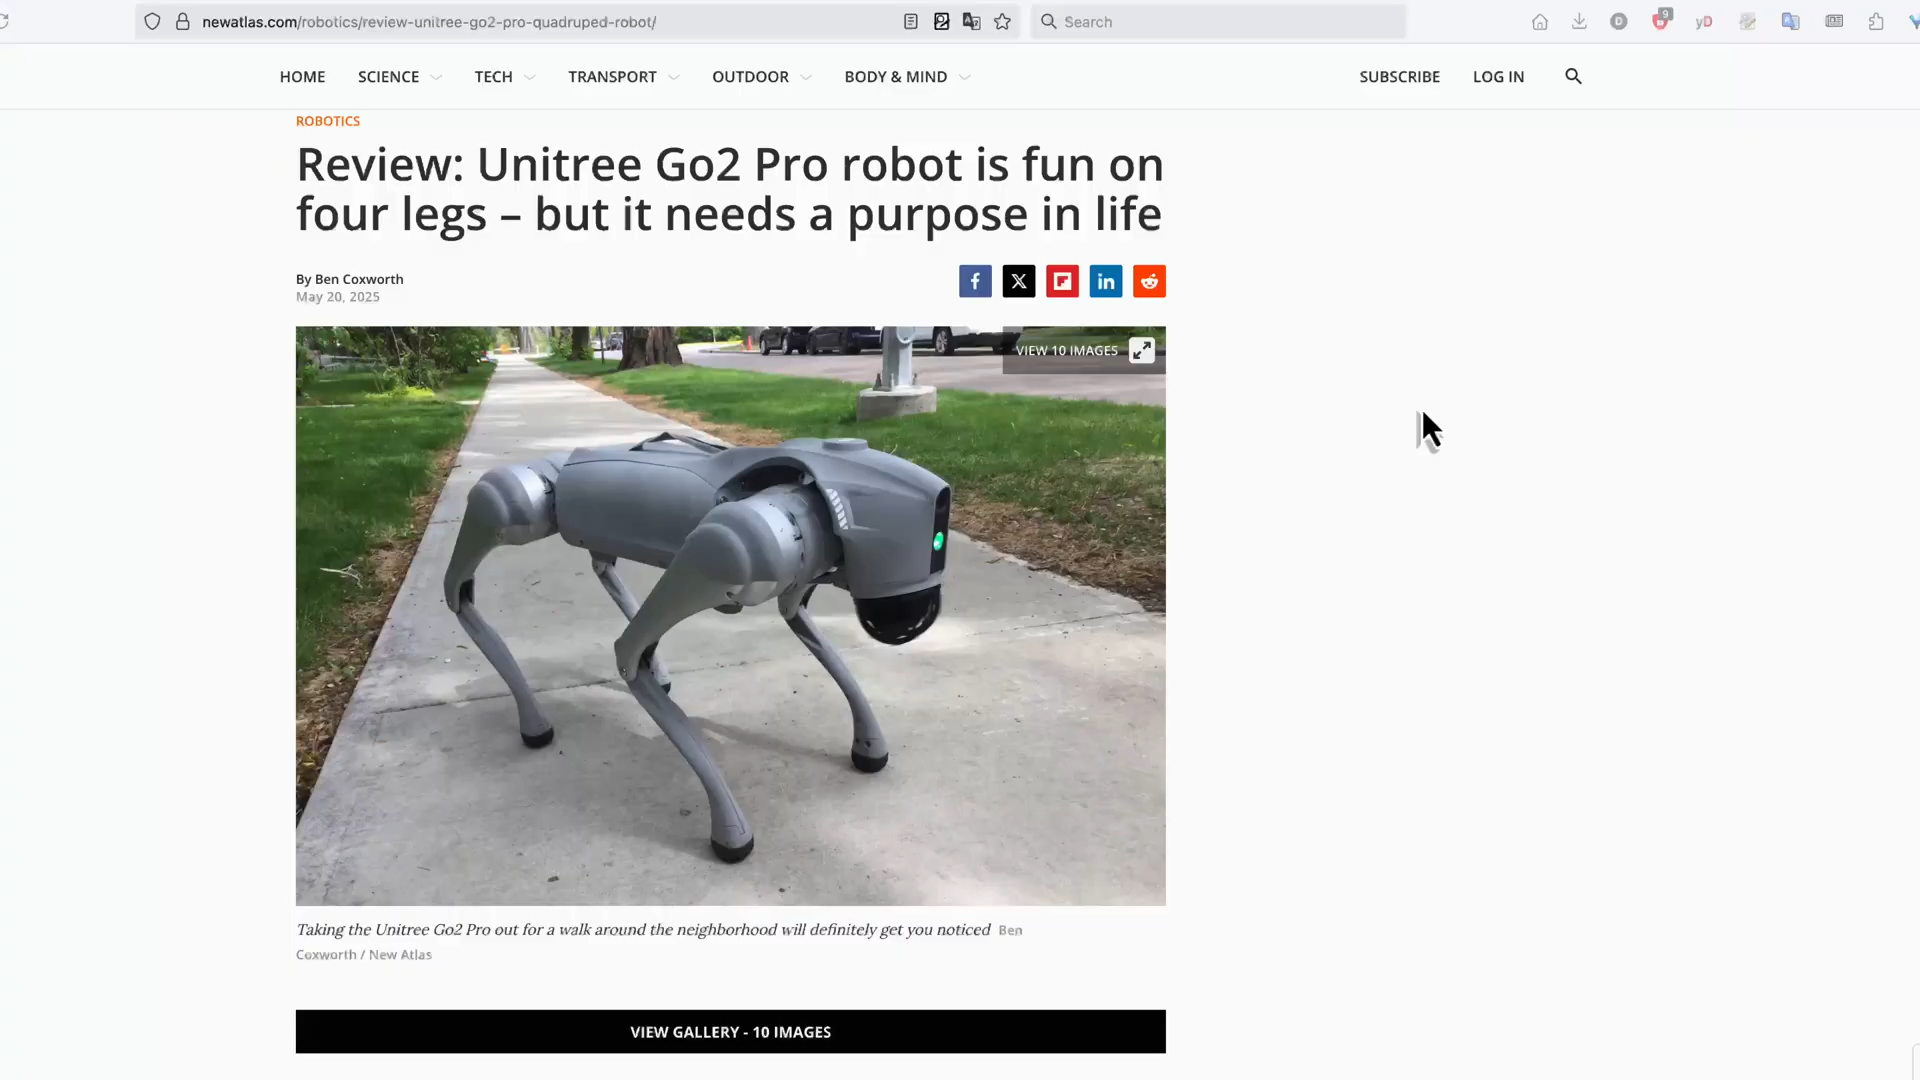 newatlas.com/robotics/review-unitree-go2-pro-quadruped-robot/
Search
9
D
yD
HOME
SCIENCE
TECH
TRANSPORT
OUTDOOR
BODY & MIND
SUBSCRIBE
LOG IN
ROBOTICS
Review: Unitree Go2 Pro robot is fun on
four legs – but it needs a purpose in life
By Ben Coxworth
May 20, 2025
VIEW 10 IMAGES
Taking the Unitree Go2 Pro out for a walk around the neighborhood will definitely get you noticed Ben
Coxworth / New Atlas
VIEW GALLERY - 10 IMAGES